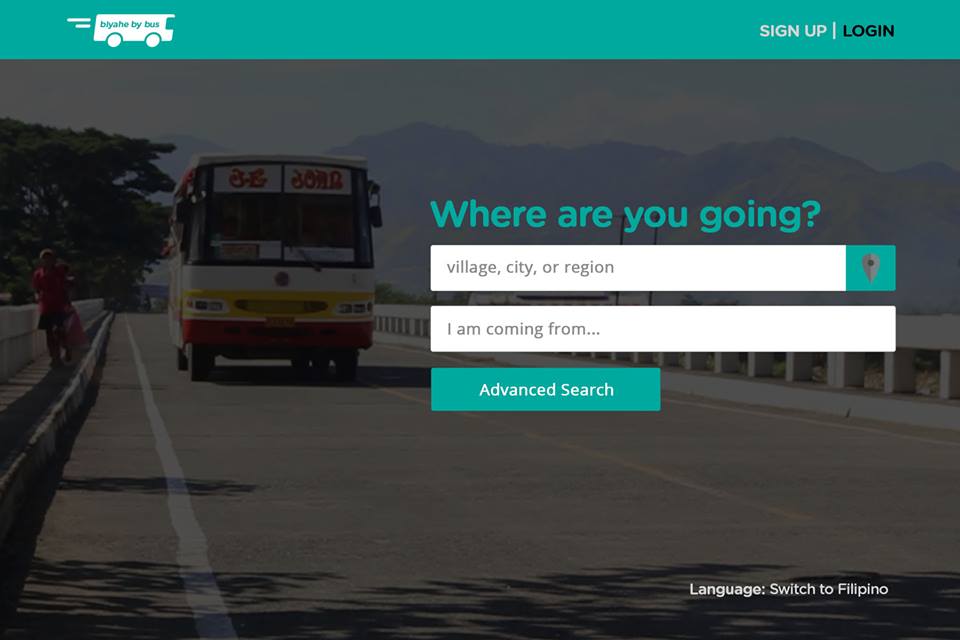 biyahe by bus
SIGN UP | LOGIN
Where are you going?
village, city, or region
I am coming from...
Advanced Search
Language: Switch to Filipino